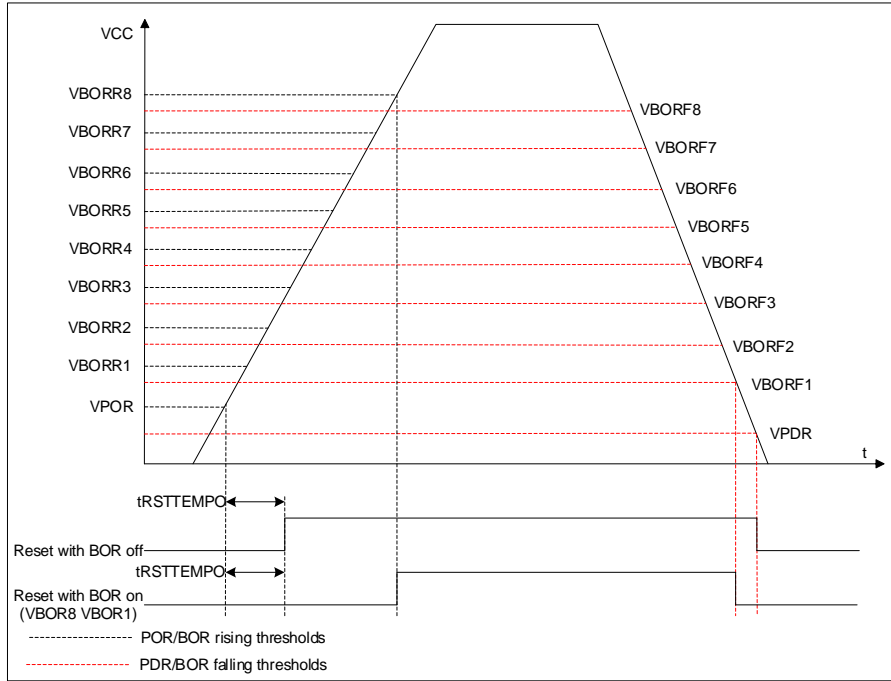 VCC
VBORR8
VBORF8
VBORR7
VBORF7
VBORR6
VBORF6
VBORR5
VBORF5
VBORR4
VBORF4
VBORR3
VBORF3
VBORR2
VBORF2
VBORR1
VBORF1
VPOR
VPDR
t
tRSTTEMPO
Reset with BOR off
tRSTTEMPO
Reset with BOR on
(VBOR8 VBOR1)
POR/BOR rising thresholds
PDR/BOR falling thresholds